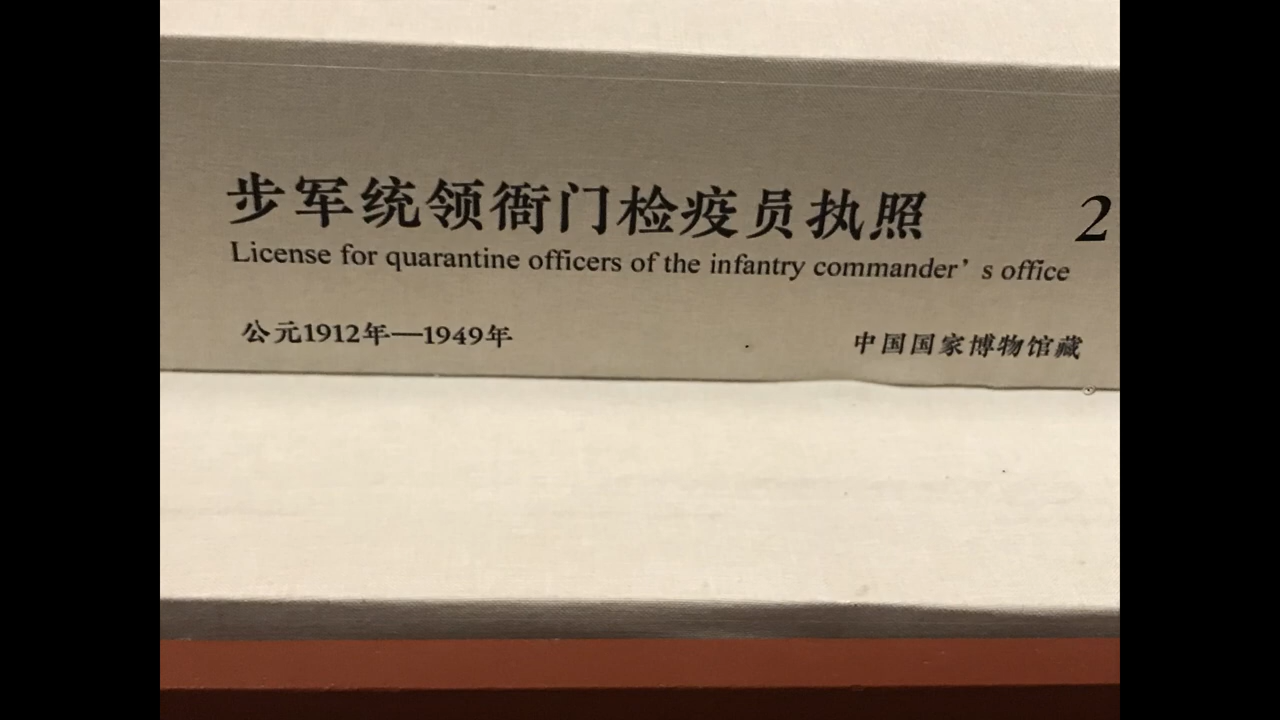 步军统领衙门检疫员执照 2
License for quarantine officers of the infantry commander’s office
公元1912年—1949年 中国国家博物馆藏